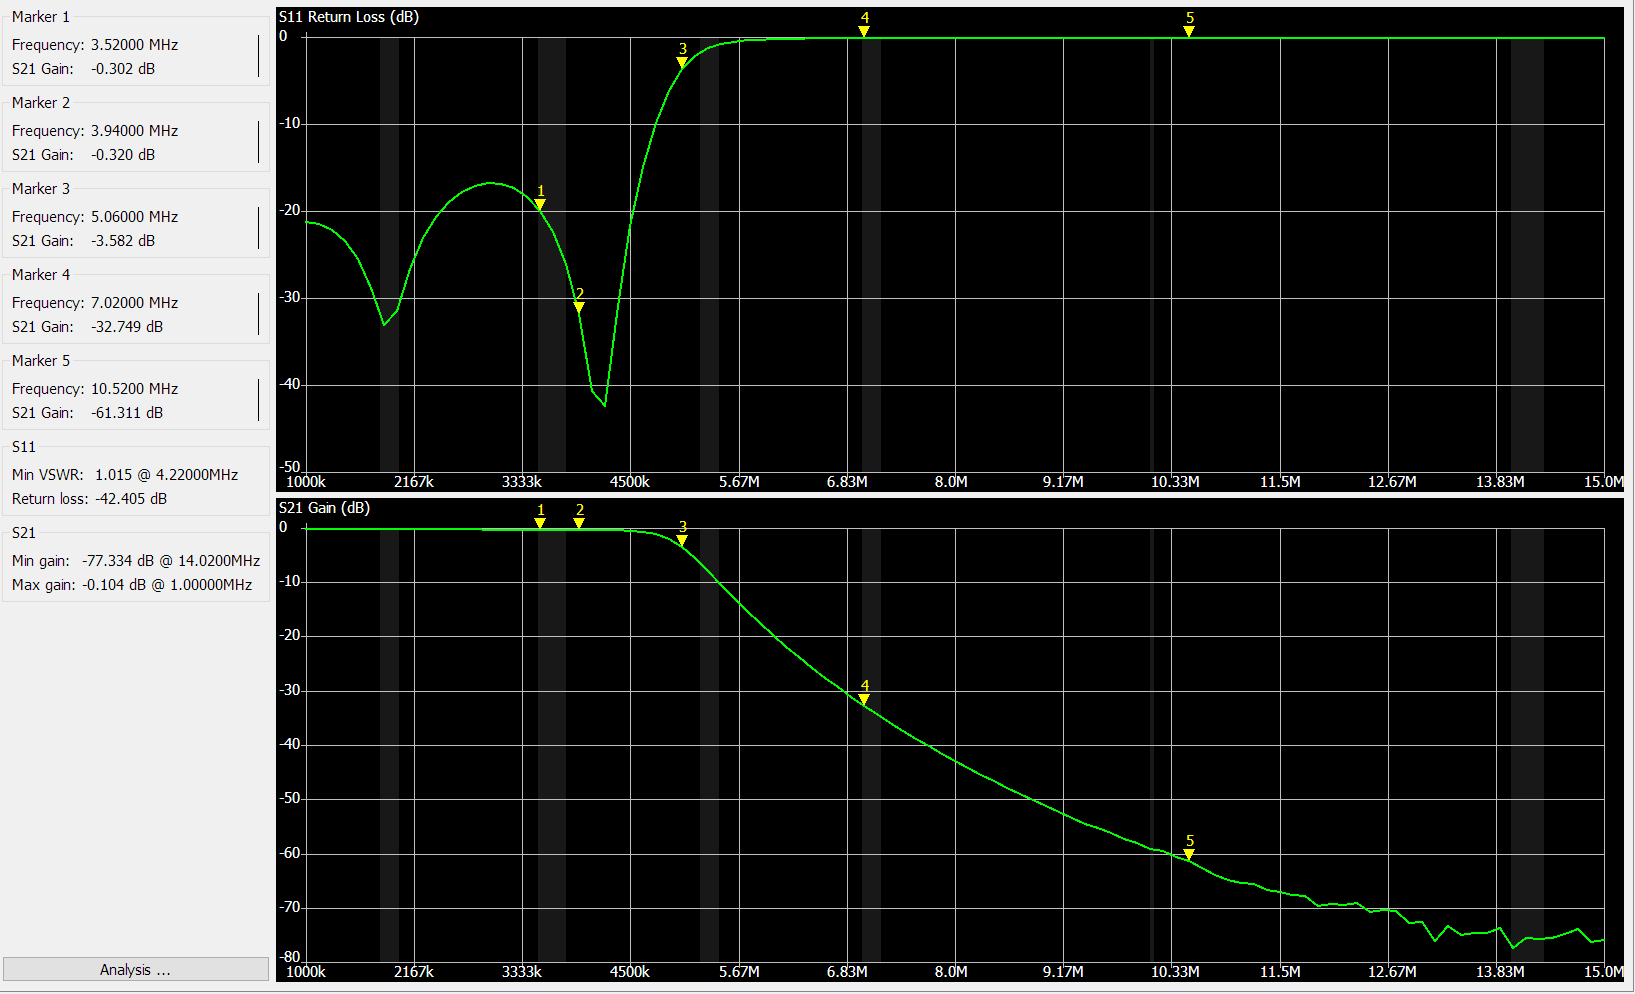 Marker 1
Frequency: 3.52000 MHz
S21 Gain: -0.302 dB
Marker 2
Frequency: 3.94000 MHz
S21 Gain: -0.320 dB
Marker 3
Frequency: 5.06000 MHz
S21 Gain: -3.582 dB
Marker 4
Frequency: 7.02000 MHz
S21 Gain: -32.749 dB
Marker 5
Frequency: 10.5200 MHz
S21 Gain: -61.311 dB
S11
Min VSWR: 1.015 @ 4.22000MHz
Return loss: -42.405 dB
S21
Min gain: -77.334 dB @ 14.0200MHz
Max gain: -0.104 dB @ 1.00000MHz
Analysis ...
S11 Return Loss (dB)
4 5
0
3
-10
1
-20
2
-30
-40
-50
1000k 2167k 3333k 4500k 5.67M 6.83M 8.0M 9.17M 10.33M 11.5M 12.67M 13.83M 15.0M
S21 Gain (dB)
1 2
0 3
-10
-20
-30 4
-40
-50
5
-60
-70
-80
1000k 2167k 3333k 4500k 5.67M 6.83M 8.0M 9.17M 10.33M 11.5M 12.67M 13.83M 15.0M